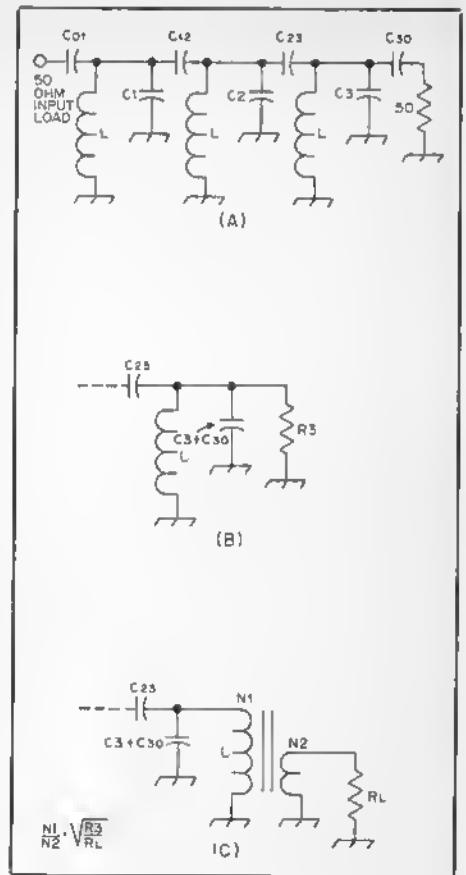 C01 C12 C23 C30
50
OHM
INPUT
LOAD
L C1 L C2 L C3 50
(A)
C23
L C3+C30 R3
(B)
C23 N1
C3+C30 L N2 RL
N1/N2 · √R3/RL
(C)